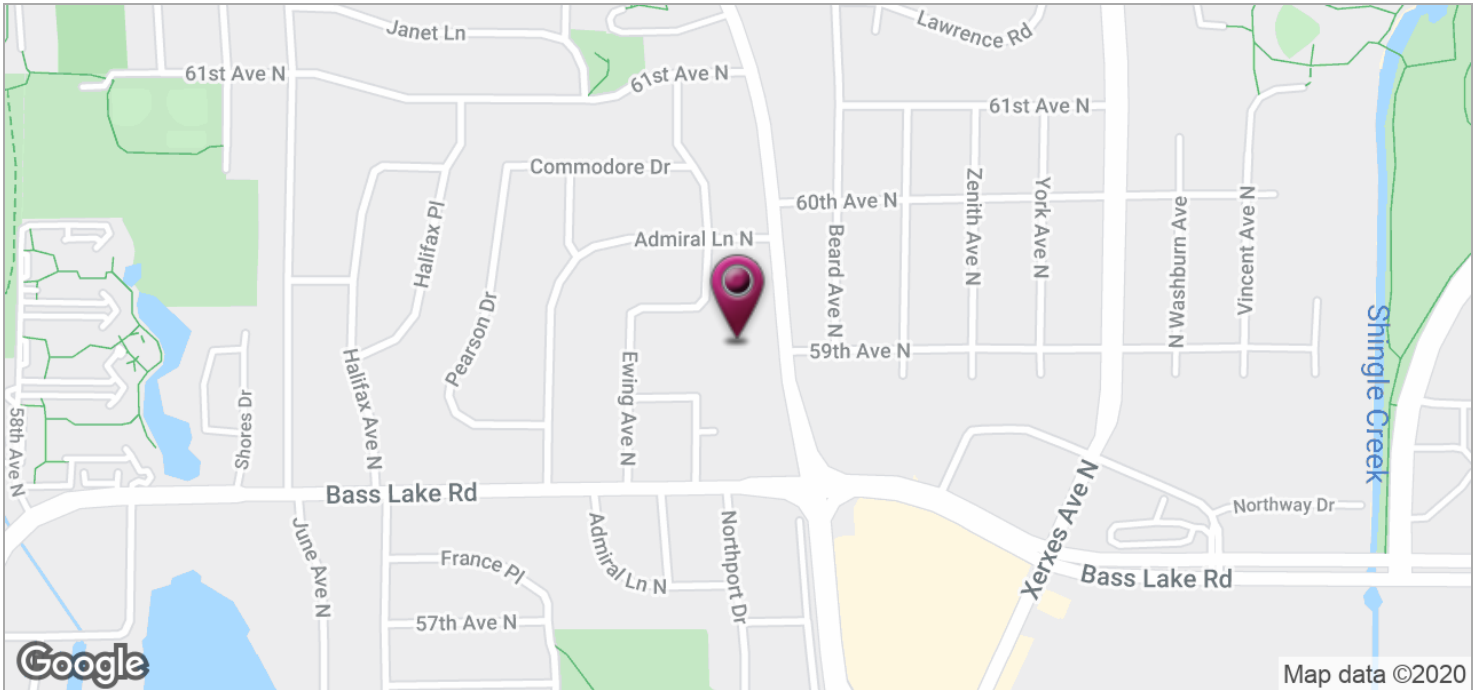 Janet Ln
Lawrence Rd
61st Ave N
61st Ave N
61st Ave N
Commodore Dr
60th Ave N
Zenith Ave N
York Ave N
N Washburn Ave
Vincent Ave N
Halifax Pl
Admiral Ln N
Beard Ave N
Pearson Dr
59th Ave N
Shingle Creek
Halifax Ave N
Ewing Ave N
Shores Dr
58th Ave N
Bass Lake Rd
Xerxes Ave N
Northway Dr
June Ave N
France Pl
Admiral Ln N
Northport Dr
Bass Lake Rd
57th Ave N
Google
Map data ©2020